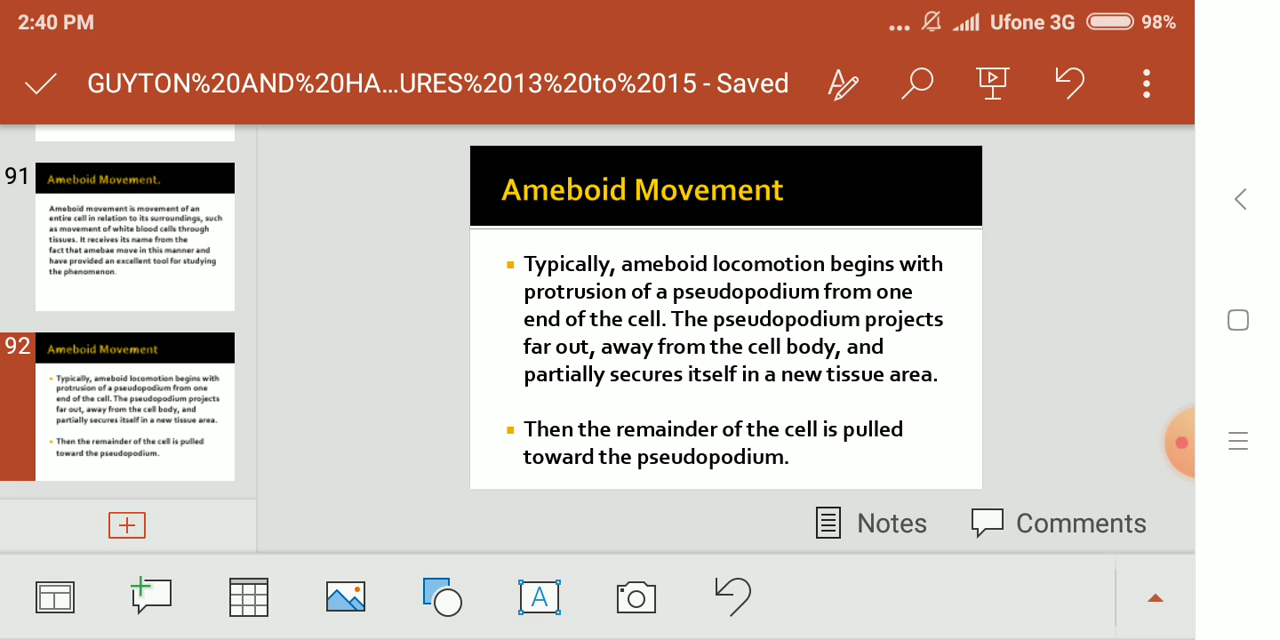 2:40 PM
... Ufone 3G 98%
GUYTON%20AND%20HA...URES%2013%20to%2015 - Saved
91
Ameboid Movement.
Ameboid movement is movement of an
entire cell in relation to its surroundings, such
as movement of white blood cells through
tissues. It receives its name from the
fact that amebae move in this manner and
have provided an excellent tool for studying
the phenomenon.
92
Ameboid Movement
Typically, ameboid locomotion begins with
protrusion of a pseudopodium from one
end of the cell. The pseudopodium projects
far out, away from the cell body, and
partially secures itself in a new tissue area.
Then the remainder of the cell is pulled
toward the pseudopodium.
Ameboid Movement
Typically, ameboid locomotion begins with
protrusion of a pseudopodium from one
end of the cell. The pseudopodium projects
far out, away from the cell body, and
partially secures itself in a new tissue area.
Then the remainder of the cell is pulled
toward the pseudopodium.
Notes
Comments
A